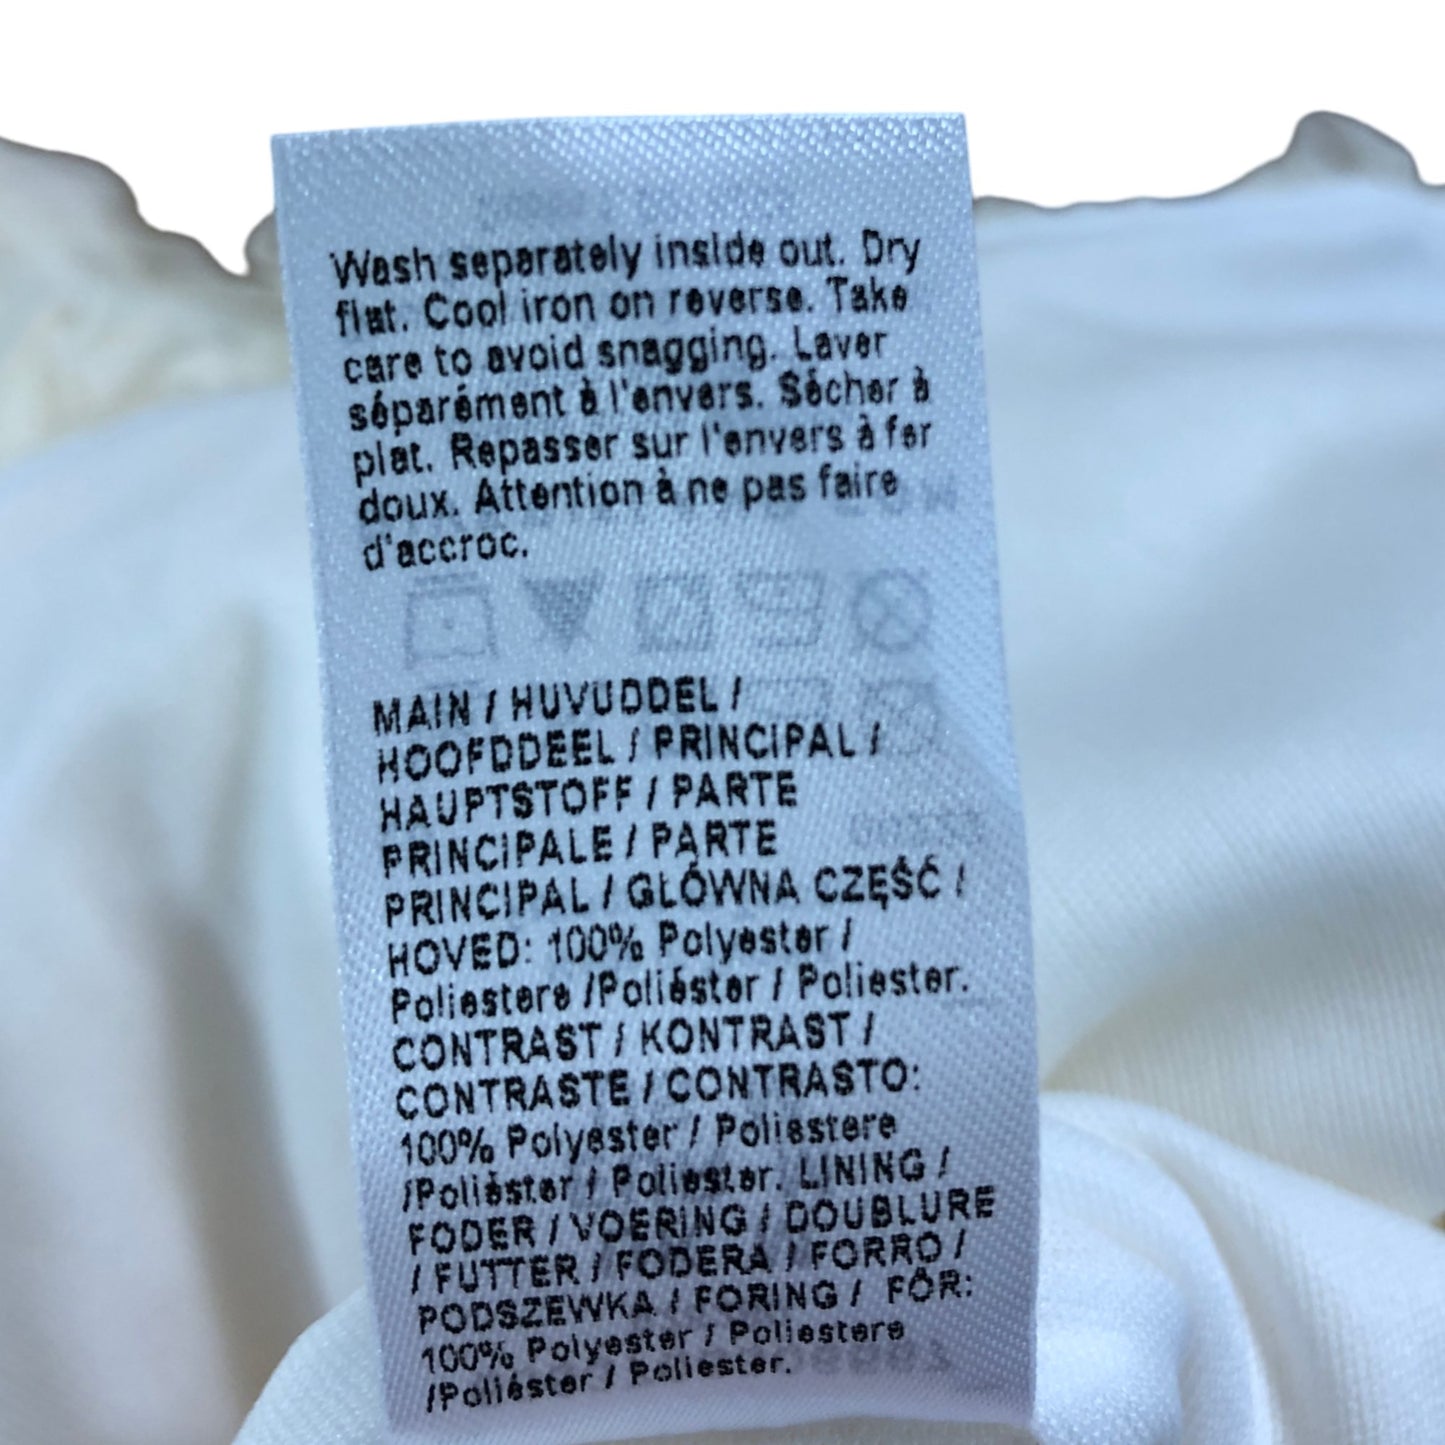 Wash separately inside out. Dry
flat. Cool iron on reverse. Take
care to avoid snagging. Laver
séparément à l'envers. Sècher à
plat. Repasser sur l'envers à fer
doux. Attention à ne pas faire
d'accroc.
MAIN / HUVUDDEL /
HOOFDDEEL / PRINCIPAL /
HAUPTSTOFF / PARTE
PRINCIPALE / PARTE
PRINCIPAL / GLÓWNA CZĘŚĆ /
HOVED: 100% Polyester /
Poliestere /Poliéster / Poliester.
CONTRAST / KONTRAST /
CONTRASTE / CONTRASTO:
100% Polyester / Poliestere
/Poliéster / Poliester. LINING /
FODER / VOERING / DOUBLURE
/ FUTTER / FODERA / FORRO /
PODSZEWKA / FORING / FÔR:
100% Polyester / Poliestere
/Poliéster / Poliester.